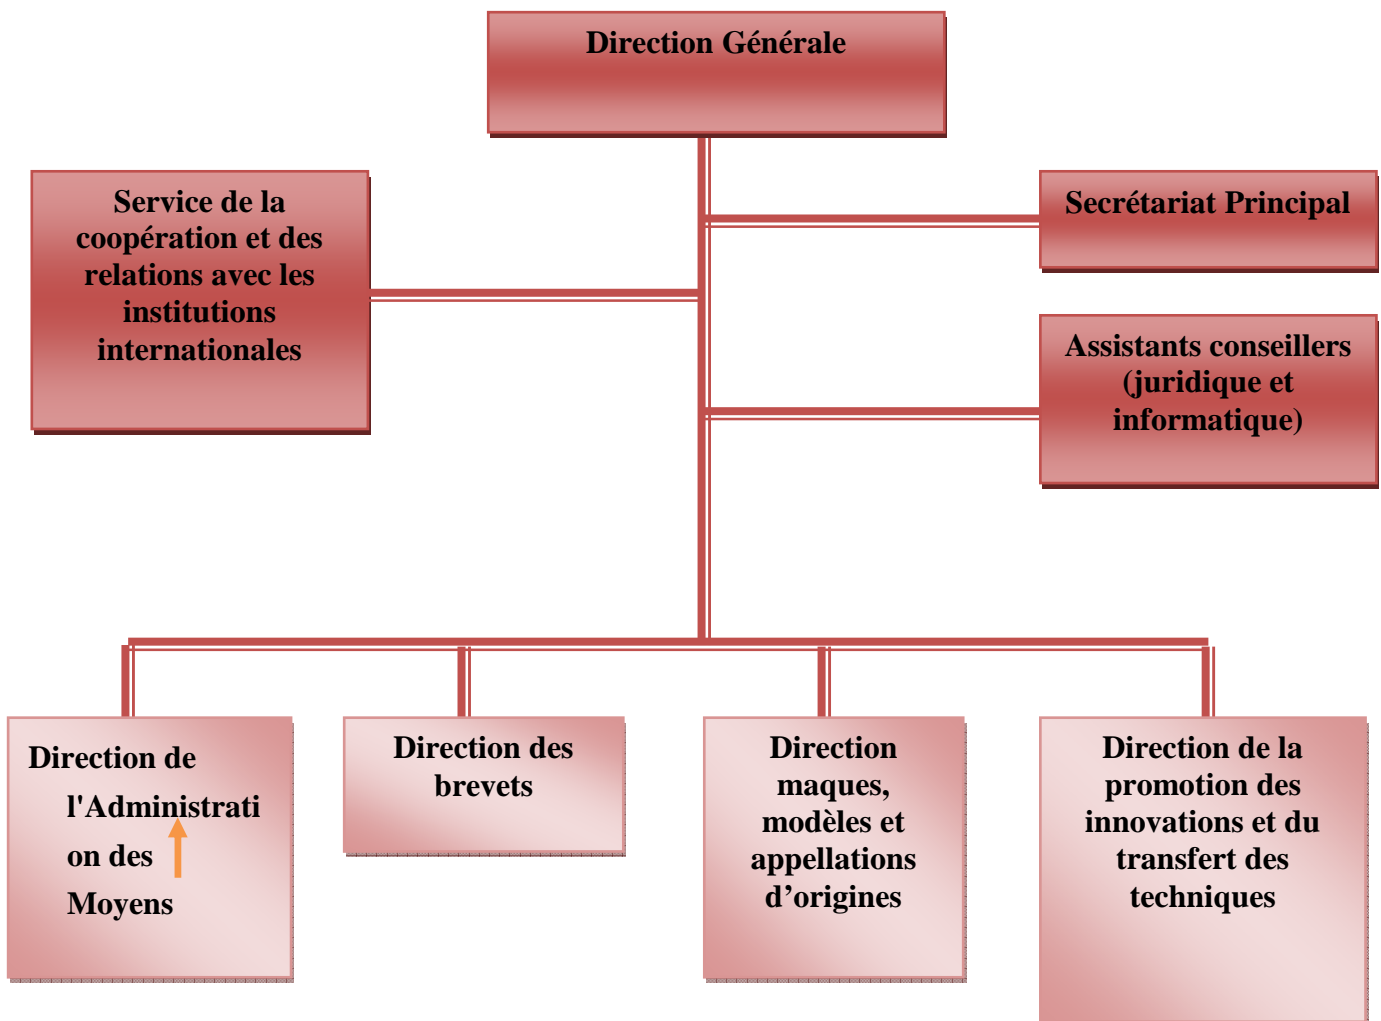 Direction Générale
Service de la
coopération et des
relations avec les
institutions
internationales
Secrétariat Principal
Assistants conseillers
(juridique et
informatique)
Direction de
l'Administrati
on des
Moyens
Direction des
brevets
Direction
maques,
modèles et
appellations
d’origines
Direction de la
promotion des
innovations et du
transfert des
techniques